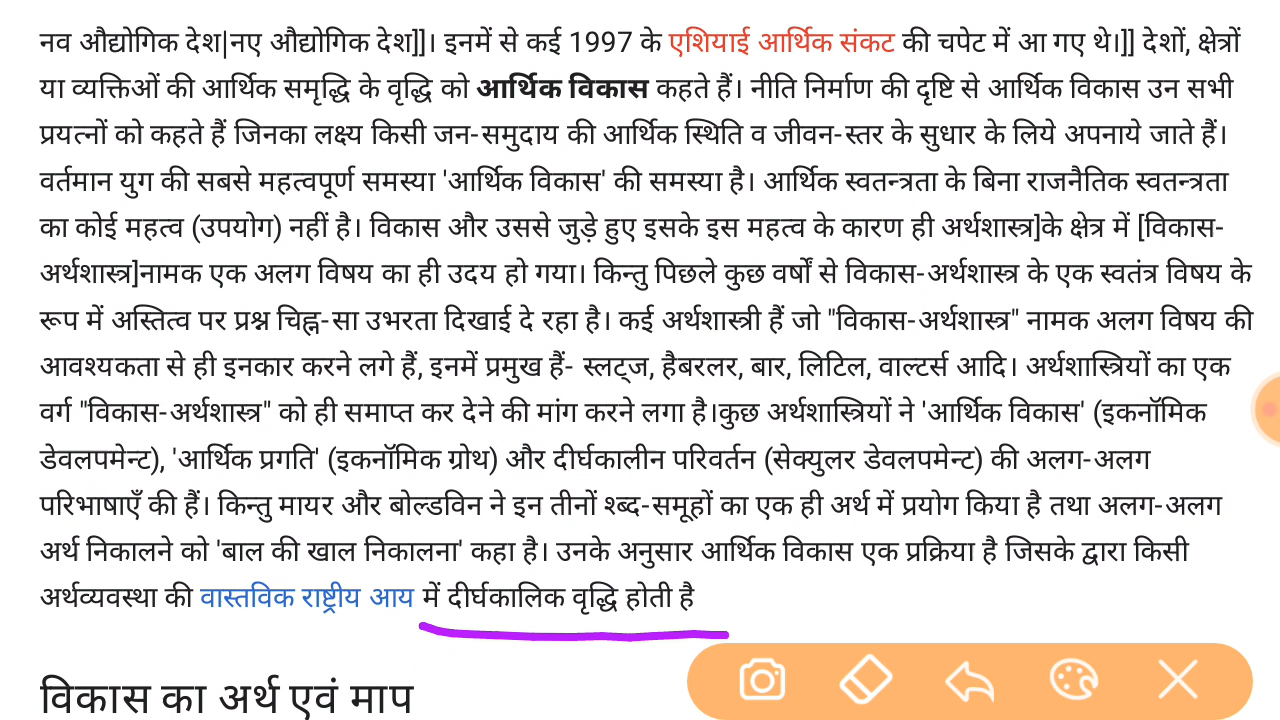 नव औद्योगिक देश|नए औद्योगिक देश]]। इनमें से कई 1997 के एशियाई आर्थिक संकट की चपेट में आ गए थे।]] देशों, क्षेत्रों
या व्यक्तिओं की आर्थिक समृद्धि के वृद्धि को आर्थिक विकास कहते हैं। नीति निर्माण की दृष्टि से आर्थिक विकास उन सभी
प्रयत्नों को कहते हैं जिनका लक्ष्य किसी जन-समुदाय की आर्थिक स्थिति व जीवन-स्तर के सुधार के लिये अपनाये जाते हैं।
वर्तमान युग की सबसे महत्वपूर्ण समस्या 'आर्थिक विकास' की समस्या है। आर्थिक स्वतन्त्रता के बिना राजनैतिक स्वतन्त्रता
का कोई महत्व (उपयोग) नहीं है। विकास और उससे जुड़े हुए इसके इस महत्व के कारण ही अर्थशास्त्र]के क्षेत्र में [विकास-
अर्थशास्त्र]नामक एक अलग विषय का ही उदय हो गया। किन्तु पिछले कुछ वर्षों से विकास-अर्थशास्त्र के एक स्वतंत्र विषय के
रूप में अस्तित्व पर प्रश्न चिह्न-सा उभरता दिखाई दे रहा है। कई अर्थशास्त्री हैं जो "विकास-अर्थशास्त्र" नामक अलग विषय की
आवश्यकता से ही इनकार करने लगे हैं, इनमें प्रमुख हैं- स्लट्ज, हैबरलर, बार, लिटिल, वाल्टर्स आदि। अर्थशास्त्रियों का एक
वर्ग "विकास-अर्थशास्त्र" को ही समाप्त कर देने की मांग करने लगा है।कुछ अर्थशास्त्रियों ने 'आर्थिक विकास' (इकनॉमिक
डेवलपमेन्ट), 'आर्थिक प्रगति' (इकनॉमिक ग्रोथ) और दीर्घकालीन परिवर्तन (सेक्युलर डेवलपमेन्ट) की अलग-अलग
परिभाषाएँ की हैं। किन्तु मायर और बोल्डविन ने इन तीनों श्ब्द-समूहों का एक ही अर्थ में प्रयोग किया है तथा अलग-अलग
अर्थ निकालने को 'बाल की खाल निकालना' कहा है। उनके अनुसार आर्थिक विकास एक प्रक्रिया है जिसके द्वारा किसी
अर्थव्यवस्था की वास्तविक राष्ट्रीय आय में दीर्घकालिक वृद्धि होती है
विकास का अर्थ एवं माप